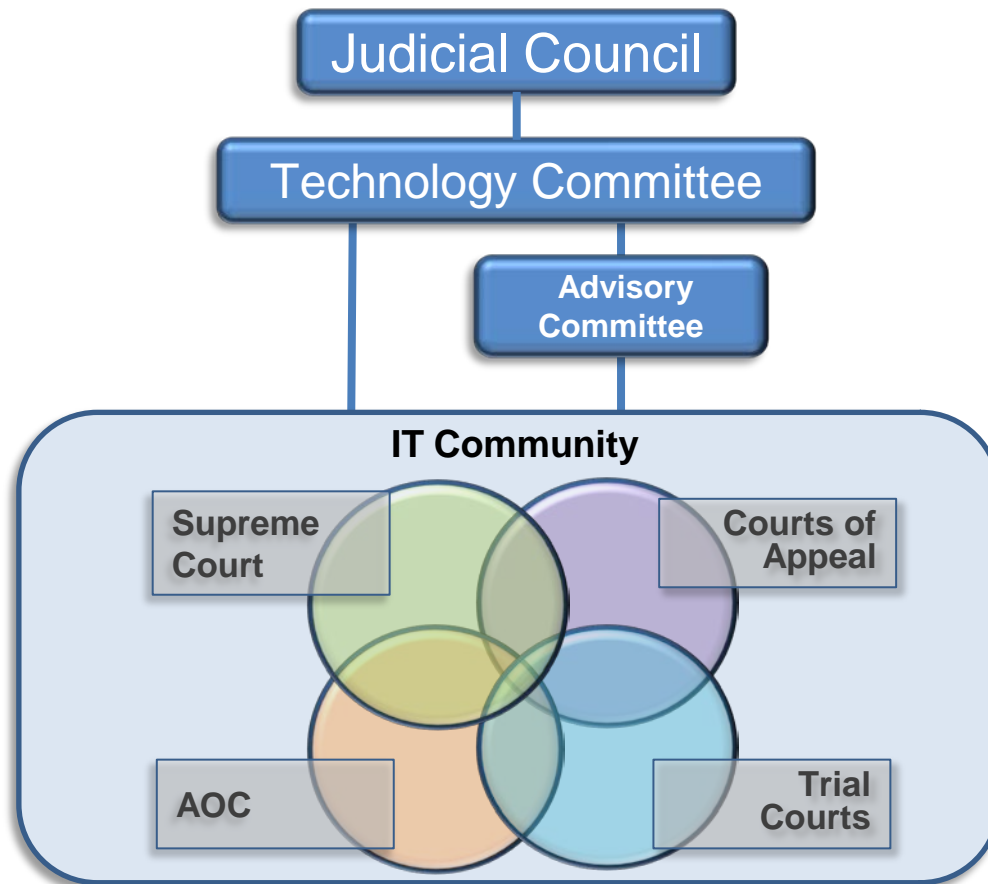 Judicial Council
Technology Committee
Advisory
Committee
IT Community
Supreme
Court
Courts of
Appeal
AOC
Trial
Courts